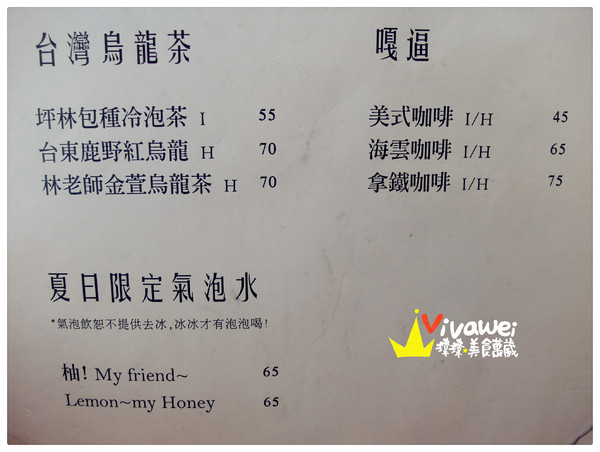 台灣烏龍茶
坪林包種冷泡茶 I 55
台東鹿野紅烏龍 H 70
林老師金萱烏龍茶 H 70
嘎逼
美式咖啡 I/H 45
海雲咖啡 I/H 65
拿鐵咖啡 I/H 75
夏日限定氣泡水
*氣泡飲恕不提供去冰,冰冰才有泡泡喝!
柚! My friend~ 65
Lemon~my Honey 65
Vivawei
美食萬歲